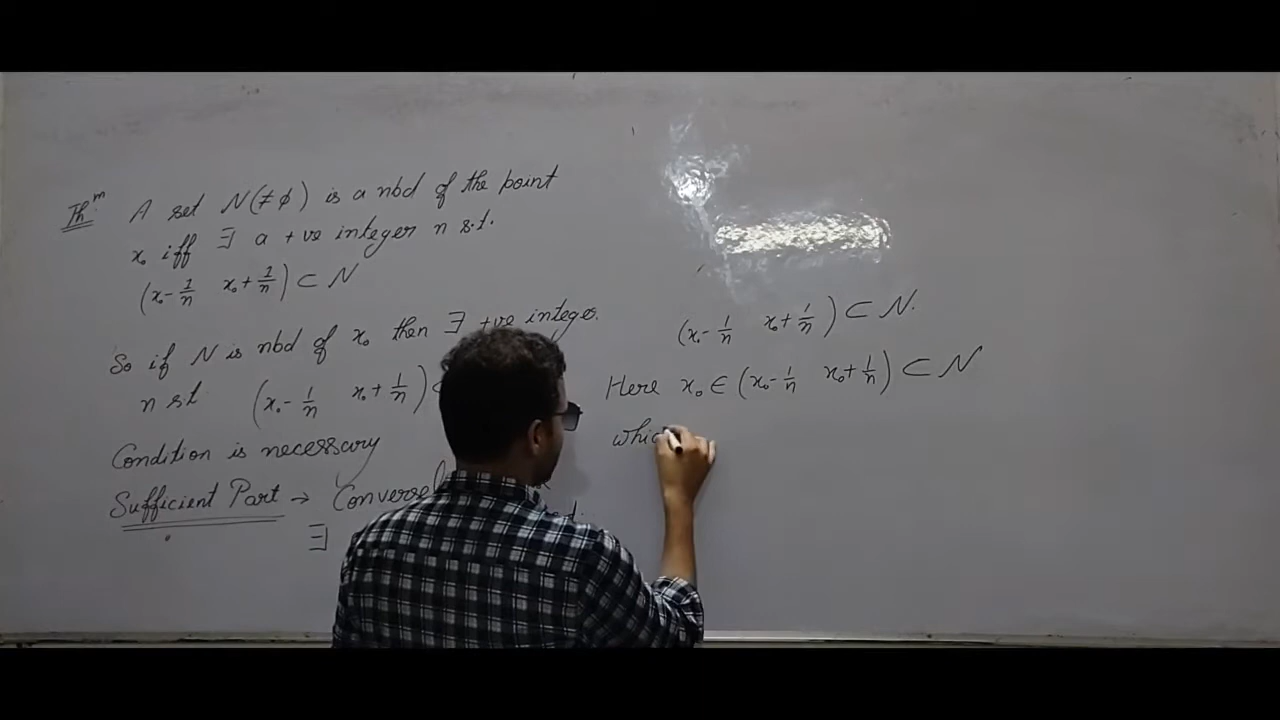 Th^m. A set N(≠ϕ) is a nbd of the point
x₀ iff ∃ a +ve integer n s.t.
(x₀-1/n x₀+1/n) ⊂ N
So if N is nbd of x₀ then ∃ +ve integer.
n st (x₀-1/n x₀+1/n)
Condition is necessary
Sufficient Part →
∃
(x₀-1/n x₀+1/n) ⊂ N.
Here x₀ ∈ (x₀-1/n x₀+1/n) ⊂ N